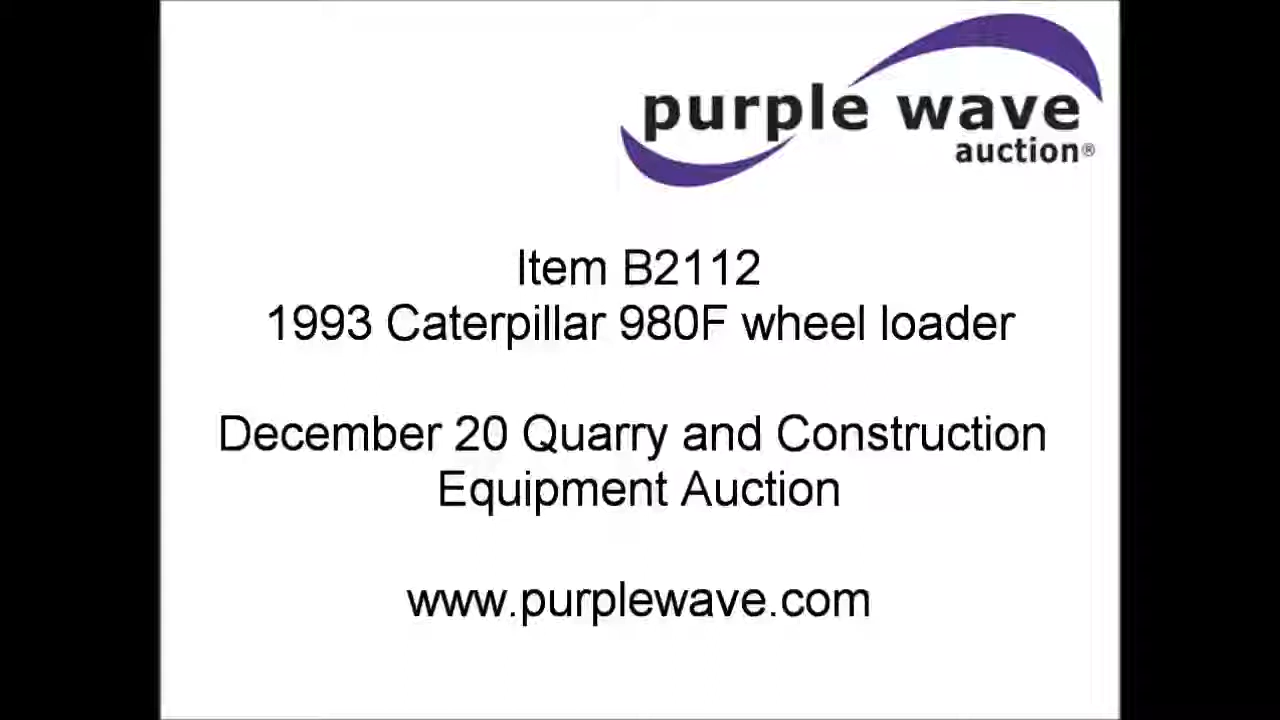 purple wave
auction®
Item B2112
1993 Caterpillar 980F wheel loader
December 20 Quarry and Construction
Equipment Auction
www.purplewave.com